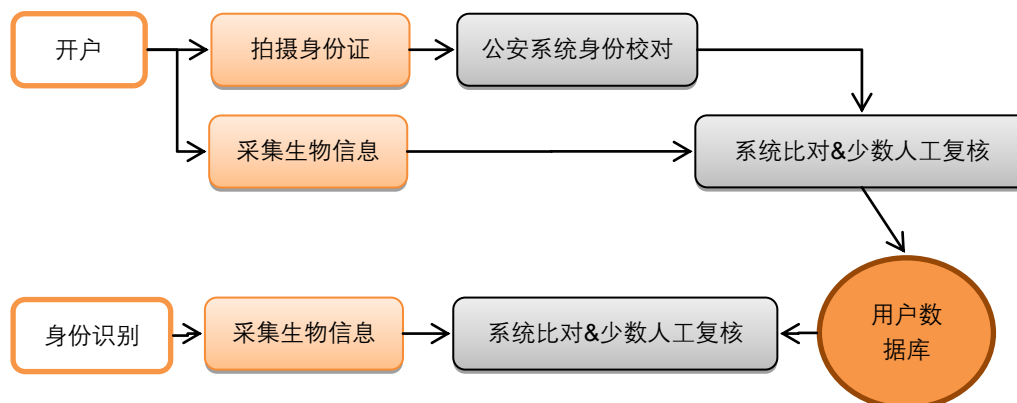 开户
拍摄身份证
公安系统身份校对
采集生物信息
系统比对&少数人工复核
身份识别
采集生物信息
系统比对&少数人工复核
用户数
据库